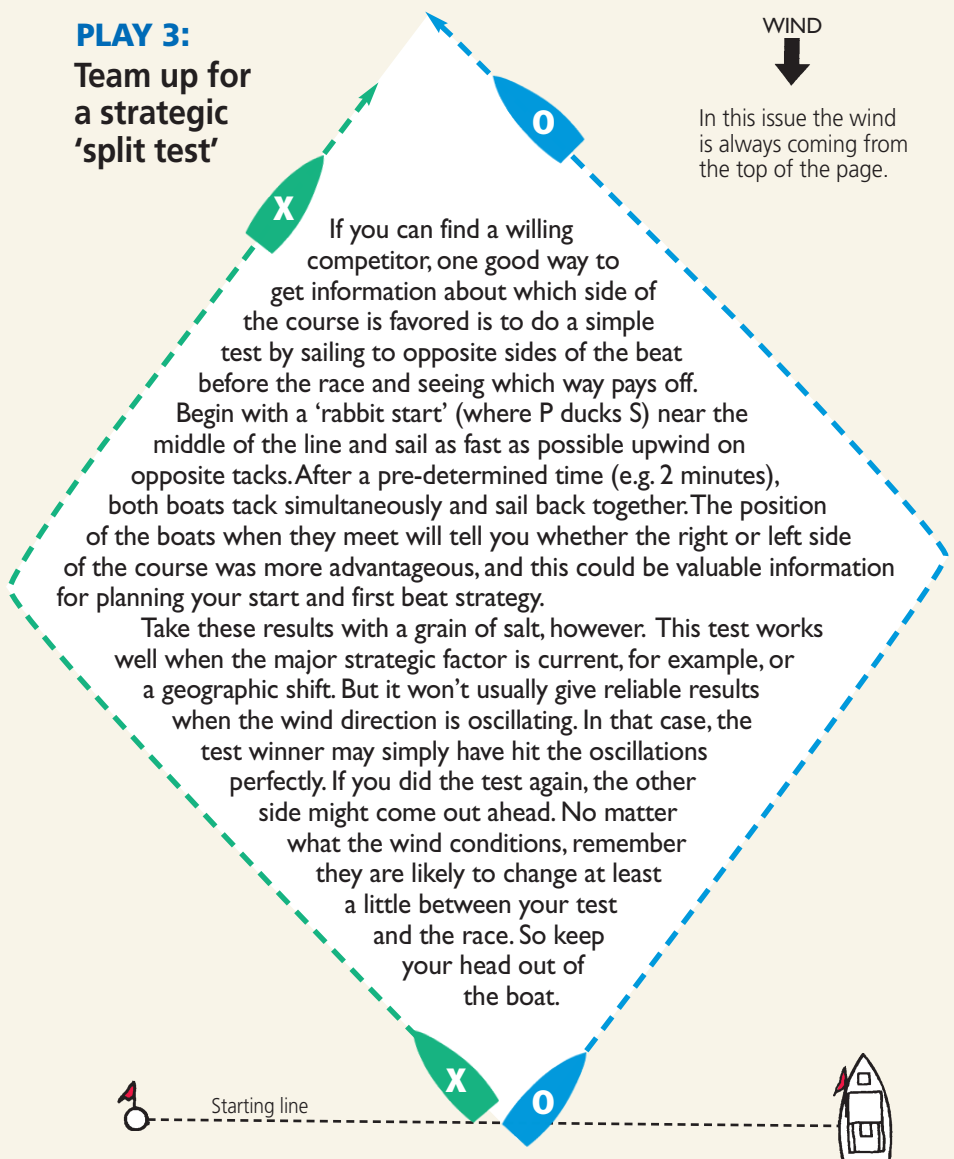 PLAY 3:
Team up for
a strategic
‘split test’
WIND
In this issue the wind
is always coming from
the top of the page.
O
X
If you can find a willing
competitor, one good way to
get information about which side of
the course is favored is to do a simple
test by sailing to opposite sides of the beat
before the race and seeing which way pays off.
Begin with a ‘rabbit start’ (where P ducks S) near the
middle of the line and sail as fast as possible upwind on
opposite tacks. After a pre-determined time (e.g. 2 minutes),
both boats tack simultaneously and sail back together. The position
of the boats when they meet will tell you whether the right or left side
of the course was more advantageous, and this could be valuable information
for planning your start and first beat strategy.
Take these results with a grain of salt, however. This test works
well when the major strategic factor is current, for example, or
a geographic shift. But it won’t usually give reliable results
when the wind direction is oscillating. In that case, the
test winner may simply have hit the oscillations
perfectly. If you did the test again, the other
side might come out ahead. No matter
what the wind conditions, remember
they are likely to change at least
a little between your test
and the race. So keep
your head out of
the boat.
X
O
Starting line